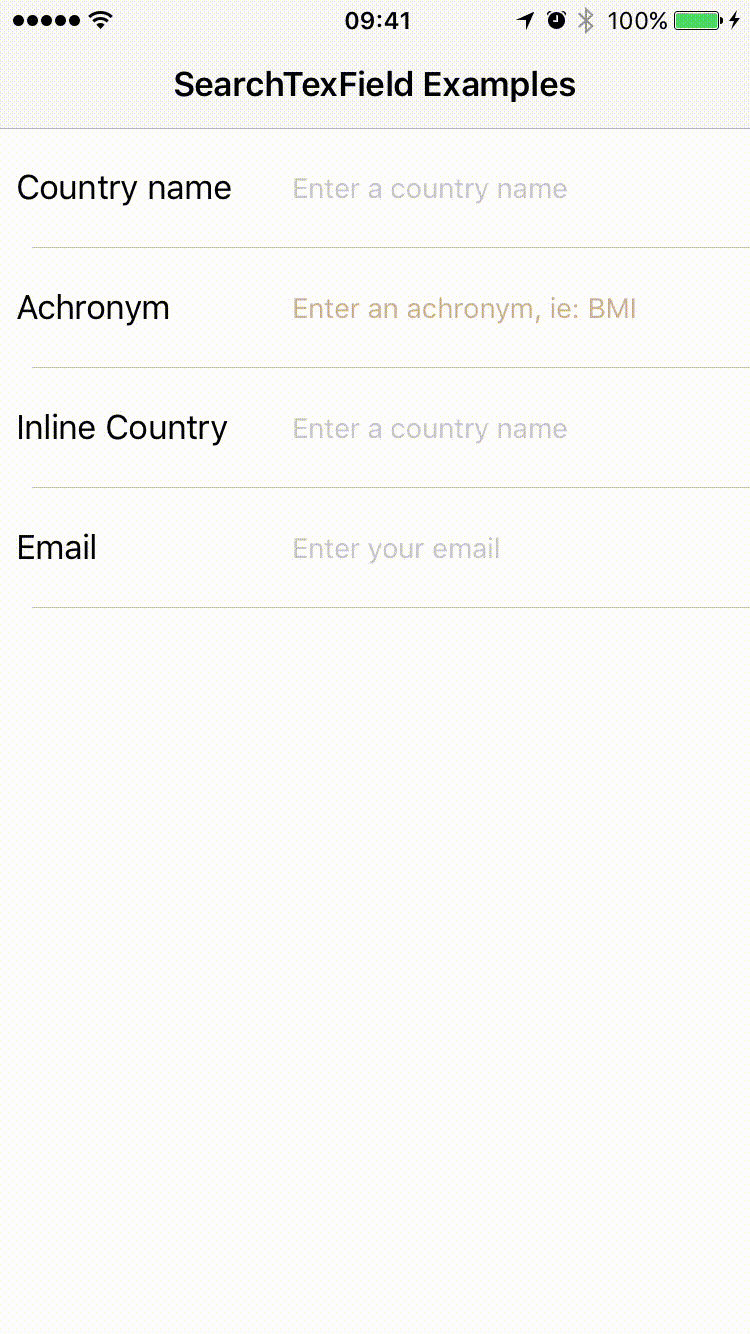 09:41 100%
SearchTexField Examples
Country name Enter a country name
Achronym Enter an achronym, ie: BMI
Inline Country Enter a country name
Email Enter your email